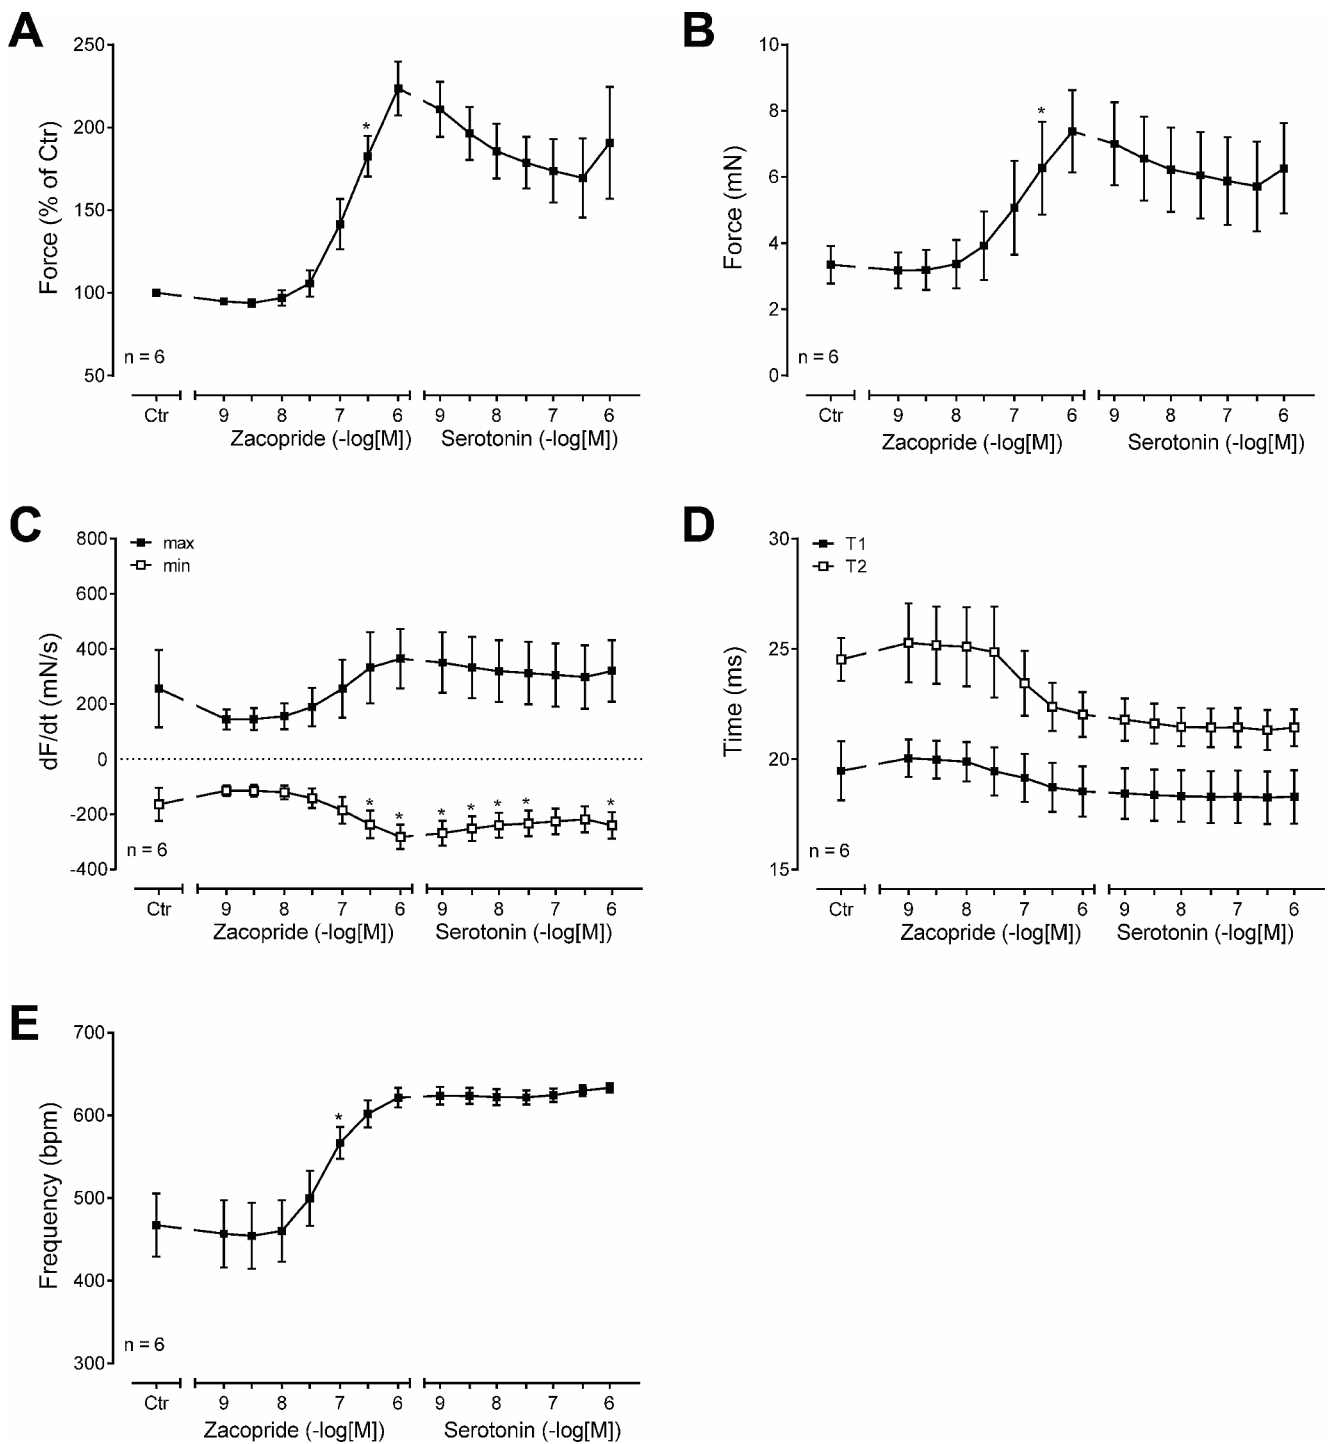 A
Force (% of Ctr)
250
200
150
100
50
*
n = 6
Ctr 9 8 7 6 9 8 7 6
Zacopride (-log[M]) Serotonin (-log[M])
B
Force (mN)
10
8
6
4
2
0
*
n = 6
Ctr 9 8 7 6 9 8 7 6
Zacopride (-log[M]) Serotonin (-log[M])
C
dF/dt (mN/s)
800
600
400
200
0
-200
-400
max
min
* * * * * * *
n = 6
Ctr 9 8 7 6 9 8 7 6
Zacopride (-log[M]) Serotonin (-log[M])
D
Time (ms)
30
25
20
15
T1
T2
n = 6
Ctr 9 8 7 6 9 8 7 6
Zacopride (-log[M]) Serotonin (-log[M])
E
Frequency (bpm)
700
600
500
400
300
*
n = 6
Ctr 9 8 7 6 9 8 7 6
Zacopride (-log[M]) Serotonin (-log[M])